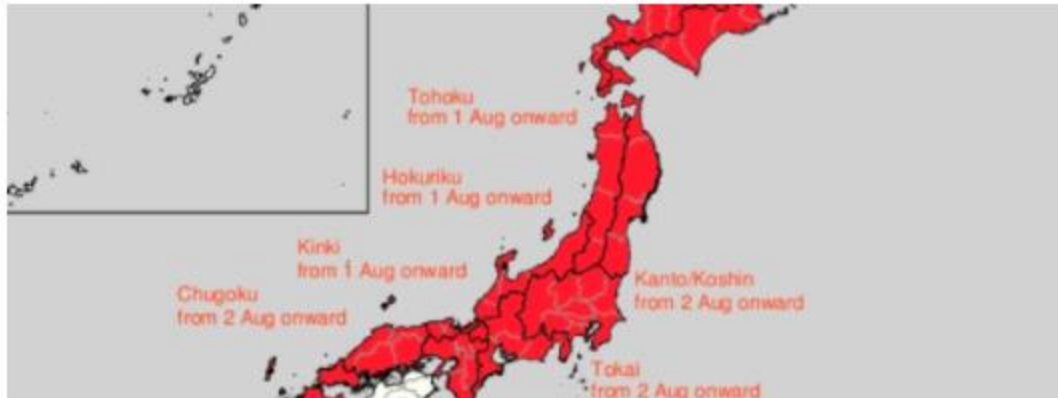 Tohoku
from 1 Aug onward
Hokuriku
from 1 Aug onward
Kinki
from 1 Aug onward
Chugoku
from 2 Aug onward
Kanto/Koshin
from 2 Aug onward
Tokai
from 2 Aug onward